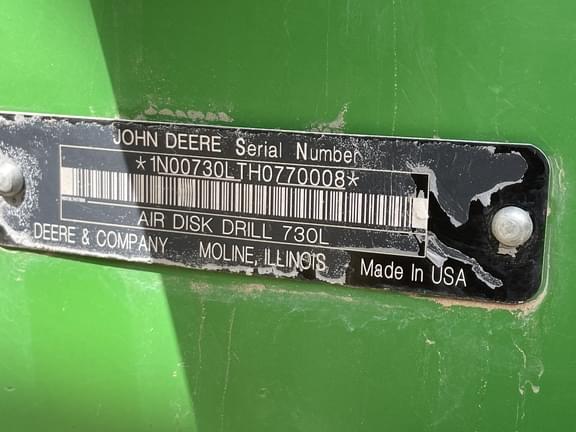 JOHN DEERE Serial Number
*1N00730LTH0770008*
AIR DISK DRILL 730L
DEERE & COMPANY MOLINE, ILLINOIS Made In USA